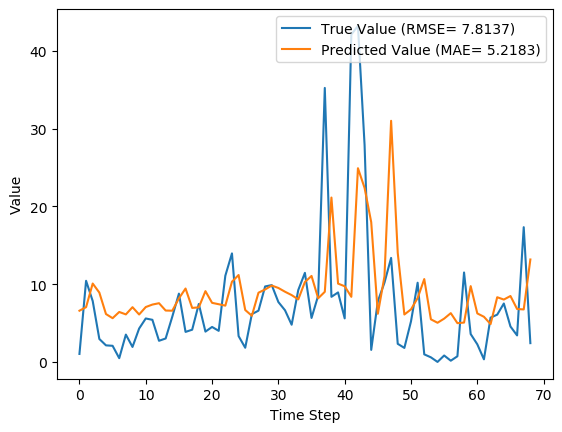 True Value (RMSE= 7.8137)
Predicted Value (MAE= 5.2183)
40
30
20
10
0
Value
0 10 20 30 40 50 60 70
Time Step